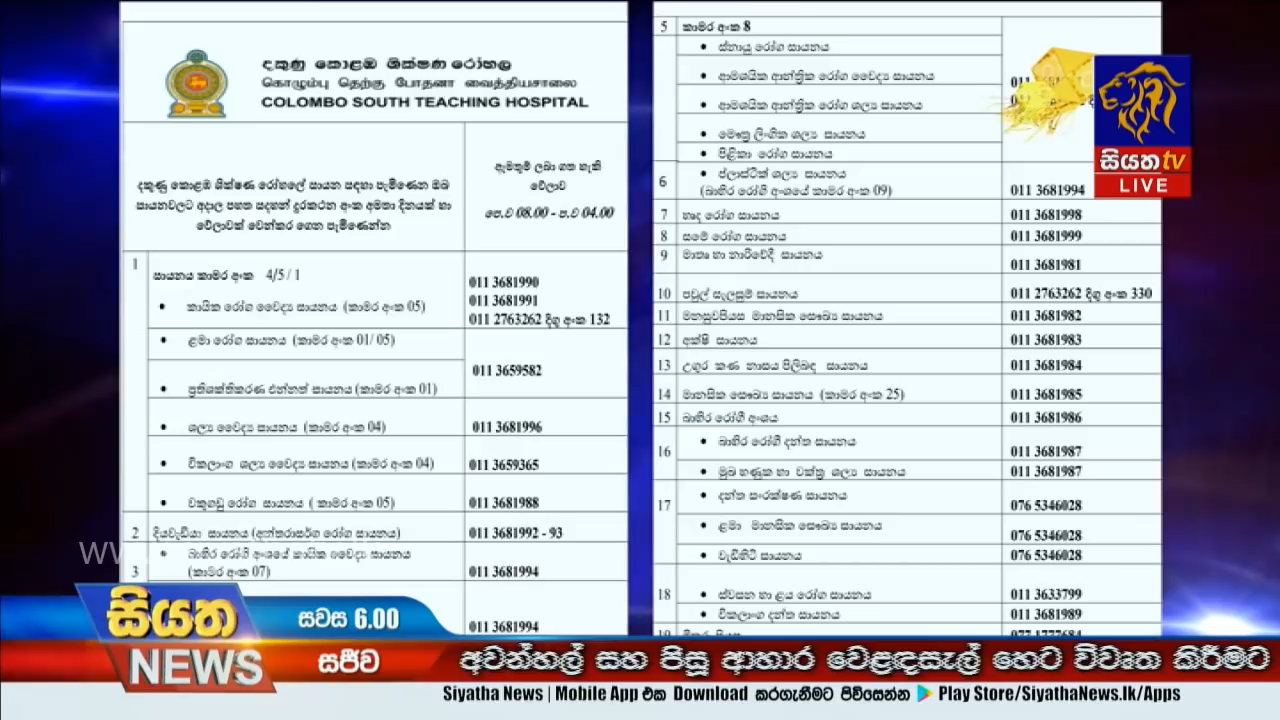 දකුණු කොළඹ ශික්ෂණ රෝහල
கொழும்பு தெற்கு போதனா வைத்தியசாலை
COLOMBO SOUTH TEACHING HOSPITAL
දකුණු කොළඹ ශික්ෂණ රෝහලේ සායන සඳහා පැමිණෙන ඔබ
සායනවලට අදාල පහත සඳහන් දුරකථන අංක අමතා දිනයක් හා
වේලාවක් වෙන්කර ගෙන පැමිණෙන්න
ඇමතුම් ලබා ගත හැකි
වේලාව
පෙ.ව 08.00 - ප.ව 04.00
1 සායනය කාමර අංක 4/5 / 1
011 3681990
• කායික රෝග වෛද්‍ය සායනය (කාමර අංක 05) 011 3681991
011 2763262 දිගු අංක 132
• ළමා රෝග සායනය (කාමර අංක 01/ 05)
011 3659582
• ප්‍රතිශක්තිකරණ එන්නත් සායනය (කාමර අංක 01)
• ශල්‍ය වෛද්‍ය සායනය (කාමර අංක 04) 011 3681996
• විකලාංග ශල්‍ය වෛද්‍ය සායනය (කාමර අංක 04) 011 3659365
• වකුගඩු රෝග සායනය ( කාමර අංක 05) 011 3681988
2 දියවැඩියා සායනය (අන්තරාසර්ග රෝග සායනය) 011 3681992 - 93
• බාහිර රෝගී අංශයේ කායික වෛද්‍ය සායනය
3 (කාමර අංක 07) 011 3681994
011 3681994
5 කාමර අංක 8
• ස්නායු රෝග සායනය
• ආමාශයික ආන්ත්‍රික රෝග වෛද්‍ය සායනය
• ආමාශයික ආන්ත්‍රික රෝග ශල්‍ය සායනය
• මෞත්‍ර ලිංගික ශල්‍ය සායනය
• පිළිකා රෝග සායනය
6 • ප්ලාස්ටික් ශල්‍ය සායනය
(බාහිර රෝගී අංශයේ කාමර අංක 09) 011 3681994
7 හෘද රෝග සායනය 011 3681998
8 සමේ රෝග සායනය 011 3681999
9 මාතෘ හා නාරිවේදී සායනය 011 3681981
10 පවුල් සැලසුම් සායනය 011 2763262 දිගු අංක 330
11 මනසුවපියස මානසික සෞඛ්‍ය සායනය 011 3681982
12 අක්ෂි සායනය 011 3681983
13 උගුර කණ නාසය පිලිබඳ සායනය 011 3681984
14 මානසික සෞඛ්‍ය සායනය (කාමර අංක 25) 011 3681985
15 බාහිර රෝගී අංශය 011 3681986
16 • බාහිර රෝගී දන්ත සායනය 011 3681987
• මුඛ හණුක හා වක්ත්‍ර ශල්‍ය සායනය 011 3681987
17 • දන්ත සංරක්ෂණ සායනය 076 5346028
• ළමා මානසික සෞඛ්‍ය සායනය 076 5346028
• වැඩිහිටි සායනය 076 5346028
18 • ස්වසන හා ළය රෝග සායනය 011 3633799
• විකලාංග දන්ත සායනය 011 3681989
සියත tv
LIVE
සියත
NEWS
සවස 6.00
සජීව
අවන්හල් සහ පිසූ ආහාර වෙළඳසැල් හෙට විවෘත කිරීමට
Siyatha News | Mobile App එක Download කරගැනීමට පිවිසෙන්න Play Store/SiyathaNews.lk/Apps